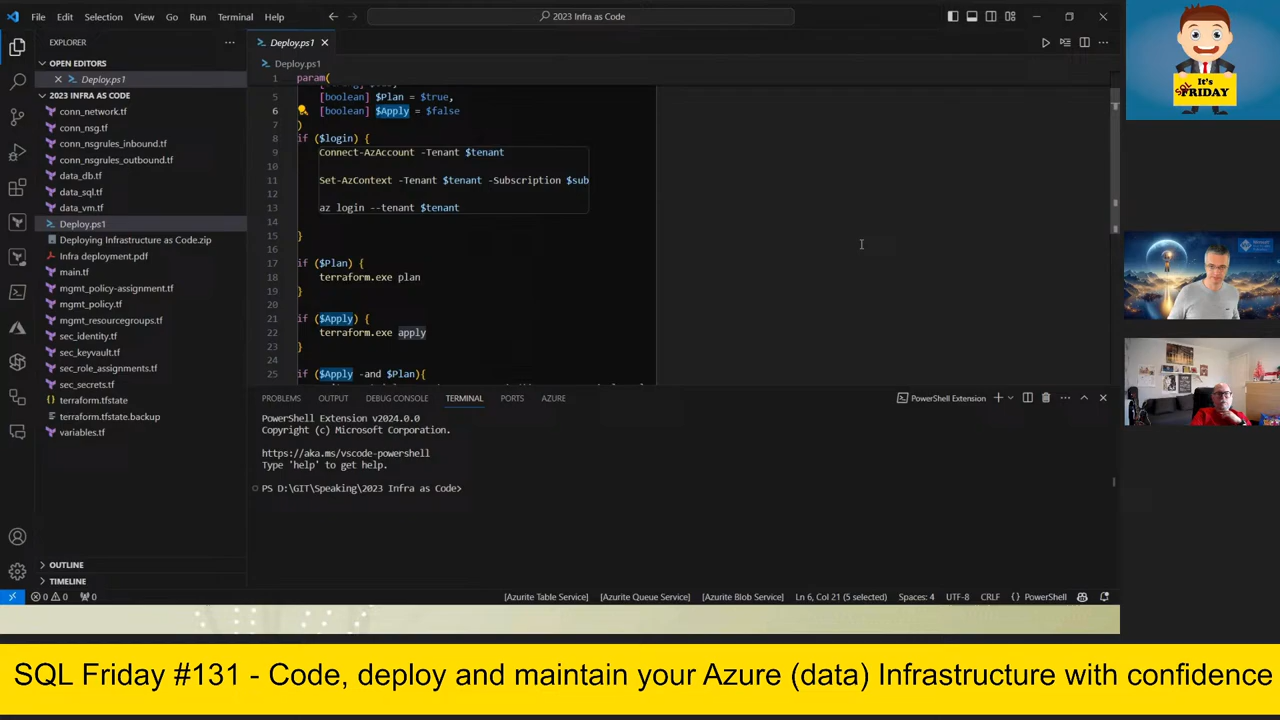 File Edit Selection View Go Run Terminal Help
2023 Infra as Code
EXPLORER
OPEN EDITORS
Deploy.ps1
2023 INFRA AS CODE
conn_network.tf
conn_nsg.tf
conn_nsgrules_inbound.tf
conn_nsgrules_outbound.tf
data_db.tf
data_sql.tf
data_vm.tf
Deploy.ps1
Deploying Infrastructure as Code.zip
Infra deployment.pdf
main.tf
mgmt_policy-assignment.tf
mgmt_policy.tf
mgmt_resourcegroups.tf
sec_identity.tf
sec_keyvault.tf
sec_role_assignments.tf
sec_secrets.tf
terraform.tfstate
terraform.tfstate.backup
variables.tf
OUTLINE
TIMELINE
Deploy.ps1
Deploy.ps1
1 param(
5 [boolean] $Plan = $true,
6 [boolean] $Apply = $false
7 )
8 if ($login) {
9 Connect-AzAccount -Tenant $tenant
10
11 Set-AzContext -Tenant $tenant -Subscription $sub
12
13 az login --tenant $tenant
14
15 }
16
17 if ($Plan) {
18 terraform.exe plan
19 }
20
21 if ($Apply) {
22 terraform.exe apply
23 }
24
25 if ($Apply -and $Plan){
PROBLEMS OUTPUT DEBUG CONSOLE TERMINAL PORTS AZURE
PowerShell Extension
PowerShell Extension v2024.0.0
Copyright (c) Microsoft Corporation.
https://aka.ms/vscode-powershell
Type 'help' to get help.
PS D:\GIT\Speaking\2023 Infra as Code>
0 0 0
[Azurite Table Service] [Azurite Queue Service] [Azurite Blob Service] Ln 6, Col 21 (5 selected) Spaces: 4 UTF-8 CRLF {} PowerShell
It's
SQL FRIDAY
SQL Friday #131 - Code, deploy and maintain your Azure (data) Infrastructure with confidence